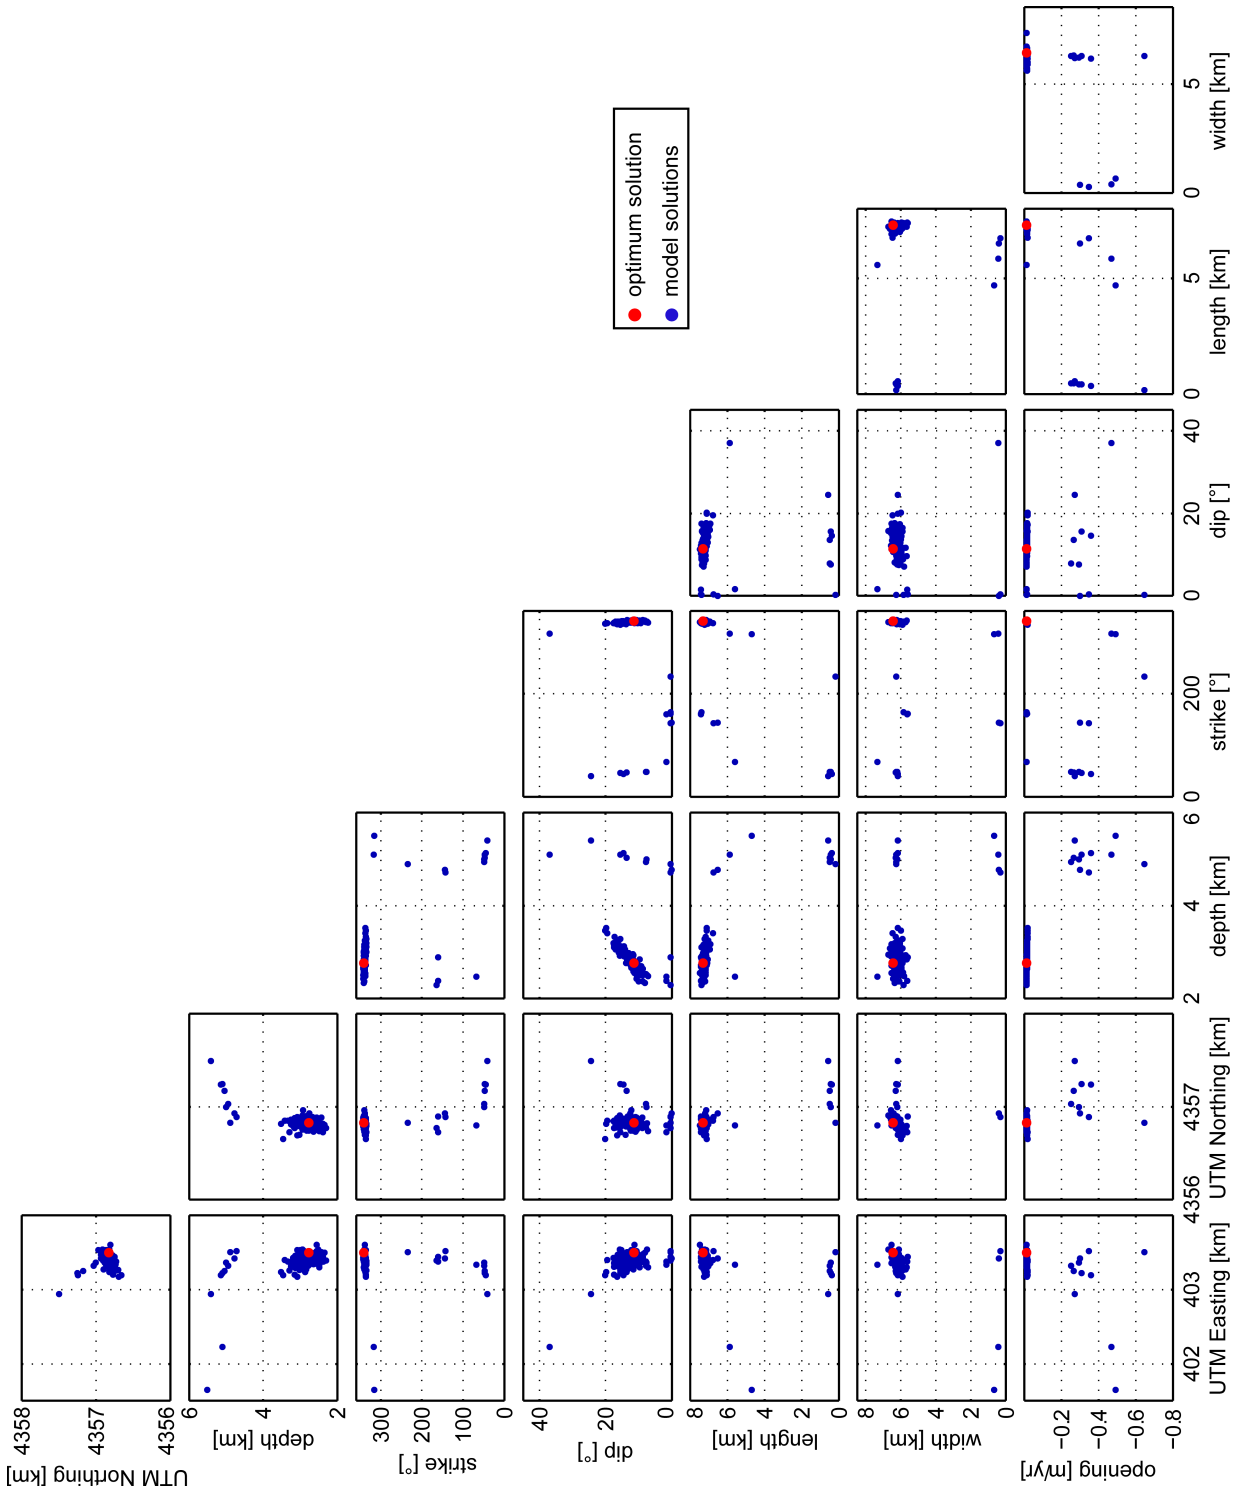 4358
4357
4356
UTM Northing [km]
6
4
2
depth [km]
300
200
100
0
strike [°]
40
20
0
dip [°]
8
6
4
2
0
length [km]
8
6
4
2
0
width [km]
−0.2
−0.4
−0.6
−0.8
opening [m/yr]
402
403
UTM Easting [km]
4356
4357
UTM Northing [km]
2
4
6
depth [km]
0
200
strike [°]
0
20
40
dip [°]
0
5
length [km]
0
5
width [km]
optimum solution
model solutions